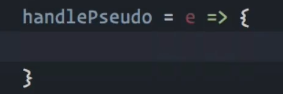 handlePseudo = e => {
}